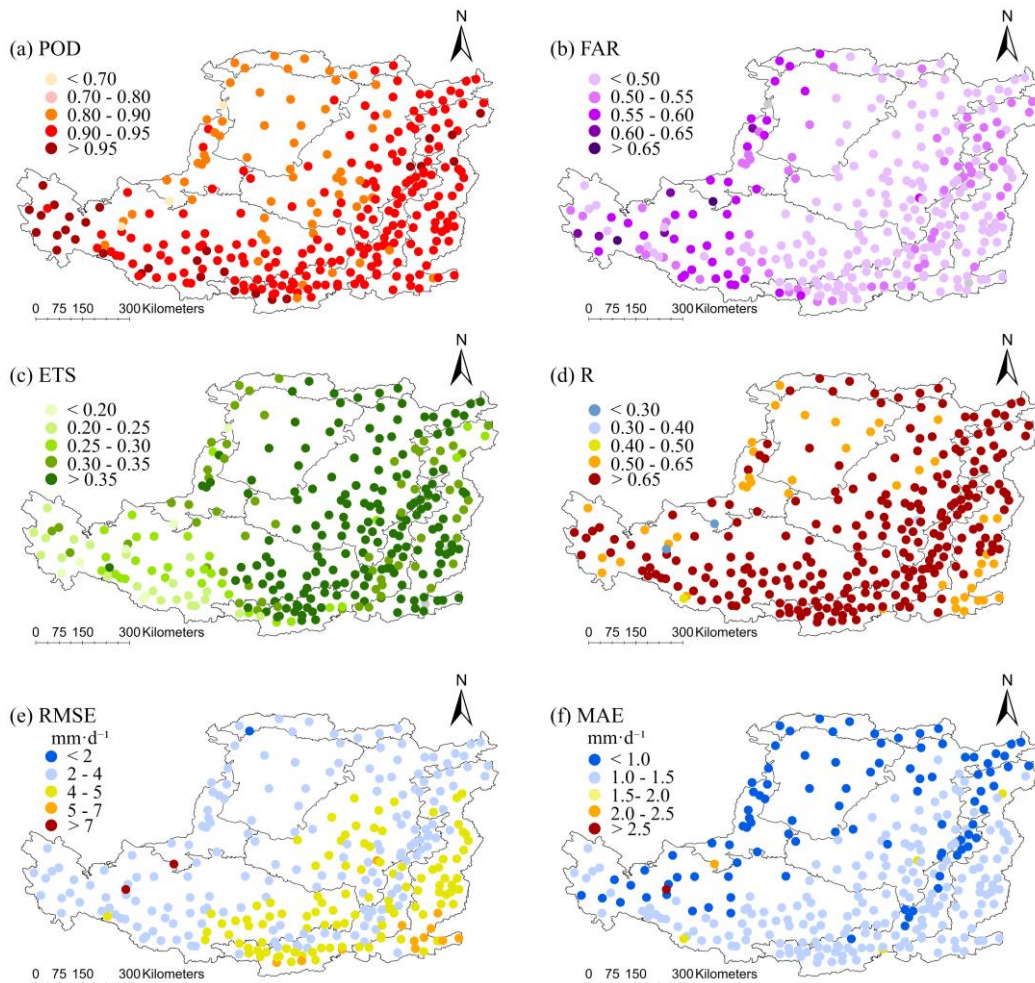 (a) POD
N
< 0.70
0.70 - 0.80
0.80 - 0.90
0.90 - 0.95
> 0.95
0 75 150 300 Kilometers
(b) FAR
N
< 0.50
0.50 - 0.55
0.55 - 0.60
0.60 - 0.65
> 0.65
0 75 150 300 Kilometers
(c) ETS
N
< 0.20
0.20 - 0.25
0.25 - 0.30
0.30 - 0.35
> 0.35
0 75 150 300 Kilometers
(d) R
N
< 0.30
0.30 - 0.40
0.40 - 0.50
0.50 - 0.65
> 0.65
0 75 150 300 Kilometers
(e) RMSE
N
mm·d⁻¹
< 2
2 - 4
4 - 5
5 - 7
> 7
0 75 150 300 Kilometers
(f) MAE
N
mm·d⁻¹
< 1.0
1.0 - 1.5
1.5 - 2.0
2.0 - 2.5
> 2.5
0 75 150 300 Kilometers